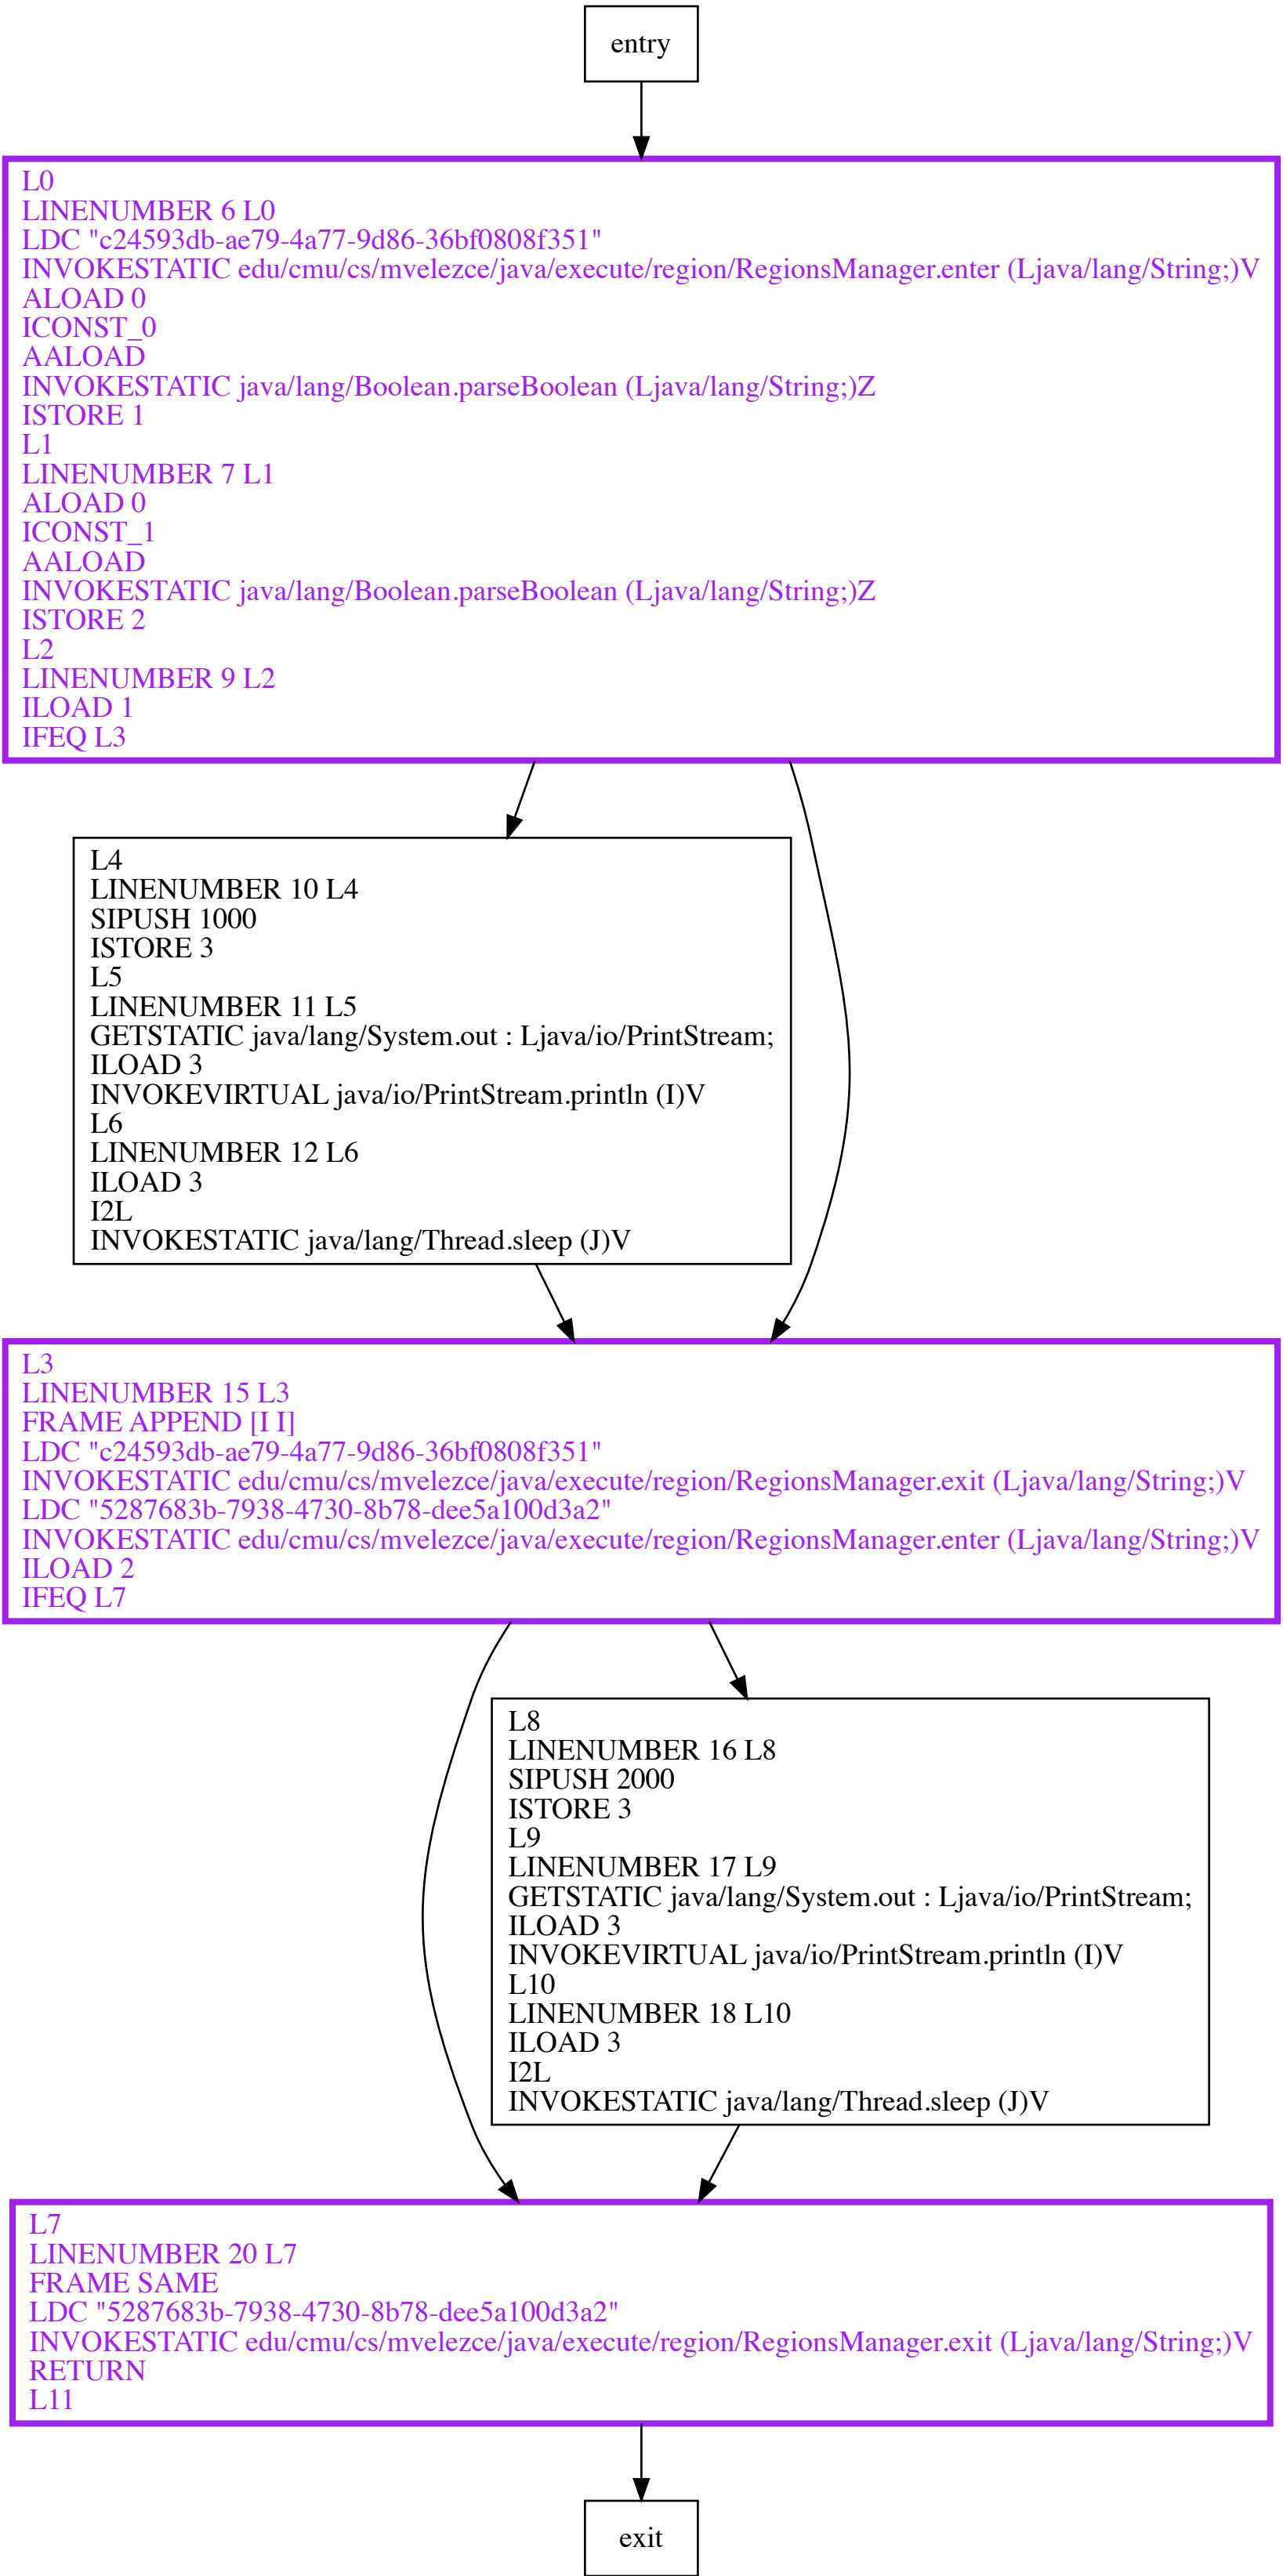 entry
L0
LINENUMBER 6 L0
LDC "c24593db-ae79-4a77-9d86-36bf0808f351"
INVOKESTATIC edu/cmu/cs/mvelezce/java/execute/region/RegionsManager.enter (Ljava/lang/String;)V
ALOAD 0
ICONST_0
AALOAD
INVOKESTATIC java/lang/Boolean.parseBoolean (Ljava/lang/String;)Z
ISTORE 1
L1
LINENUMBER 7 L1
ALOAD 0
ICONST_1
AALOAD
INVOKESTATIC java/lang/Boolean.parseBoolean (Ljava/lang/String;)Z
ISTORE 2
L2
LINENUMBER 9 L2
ILOAD 1
IFEQ L3
L4
LINENUMBER 10 L4
SIPUSH 1000
ISTORE 3
L5
LINENUMBER 11 L5
GETSTATIC java/lang/System.out : Ljava/io/PrintStream;
ILOAD 3
INVOKEVIRTUAL java/io/PrintStream.println (I)V
L6
LINENUMBER 12 L6
ILOAD 3
I2L
INVOKESTATIC java/lang/Thread.sleep (J)V
L3
LINENUMBER 15 L3
FRAME APPEND [I I]
LDC "c24593db-ae79-4a77-9d86-36bf0808f351"
INVOKESTATIC edu/cmu/cs/mvelezce/java/execute/region/RegionsManager.exit (Ljava/lang/String;)V
LDC "5287683b-7938-4730-8b78-dee5a100d3a2"
INVOKESTATIC edu/cmu/cs/mvelezce/java/execute/region/RegionsManager.enter (Ljava/lang/String;)V
ILOAD 2
IFEQ L7
L8
LINENUMBER 16 L8
SIPUSH 2000
ISTORE 3
L9
LINENUMBER 17 L9
GETSTATIC java/lang/System.out : Ljava/io/PrintStream;
ILOAD 3
INVOKEVIRTUAL java/io/PrintStream.println (I)V
L10
LINENUMBER 18 L10
ILOAD 3
I2L
INVOKESTATIC java/lang/Thread.sleep (J)V
L7
LINENUMBER 20 L7
FRAME SAME
LDC "5287683b-7938-4730-8b78-dee5a100d3a2"
INVOKESTATIC edu/cmu/cs/mvelezce/java/execute/region/RegionsManager.exit (Ljava/lang/String;)V
RETURN
L11
exit